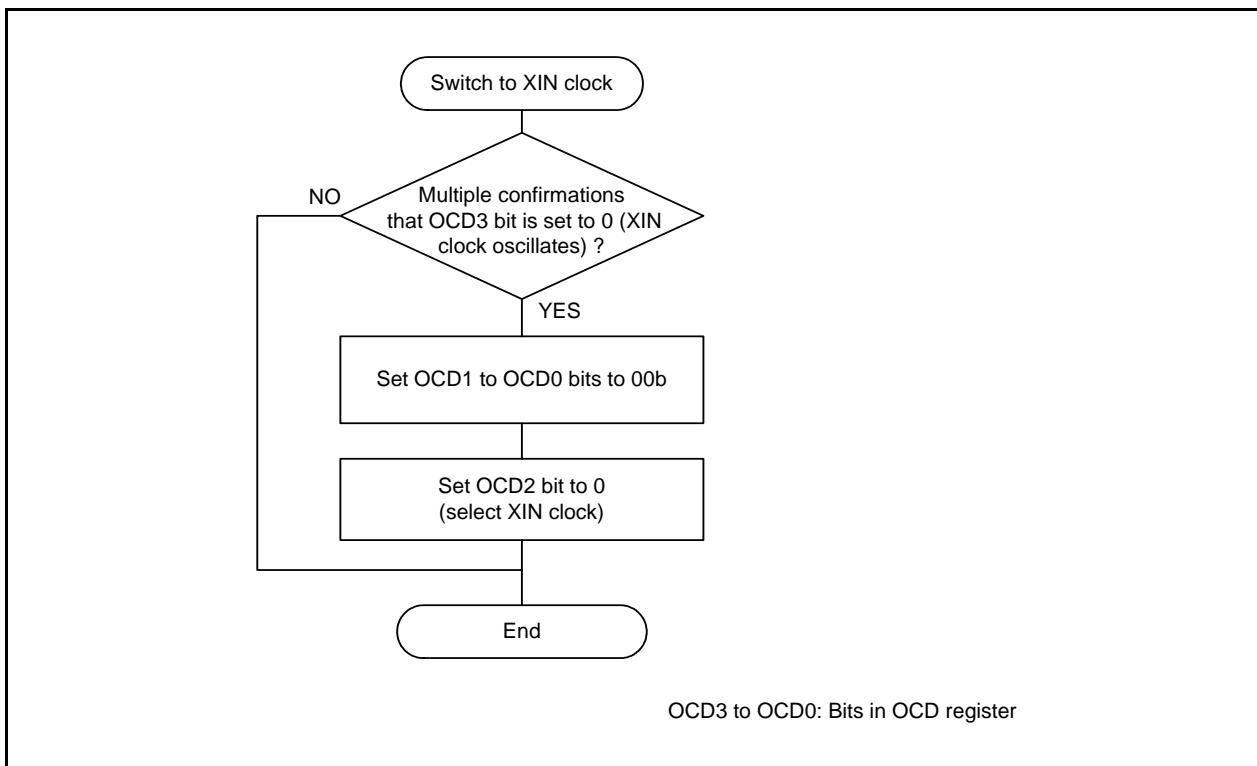 Switch to XIN clock
Multiple confirmations
that OCD3 bit is set to 0 (XIN
clock oscillates) ?
NO
YES
Set OCD1 to OCD0 bits to 00b
Set OCD2 bit to 0
(select XIN clock)
End
OCD3 to OCD0: Bits in OCD register